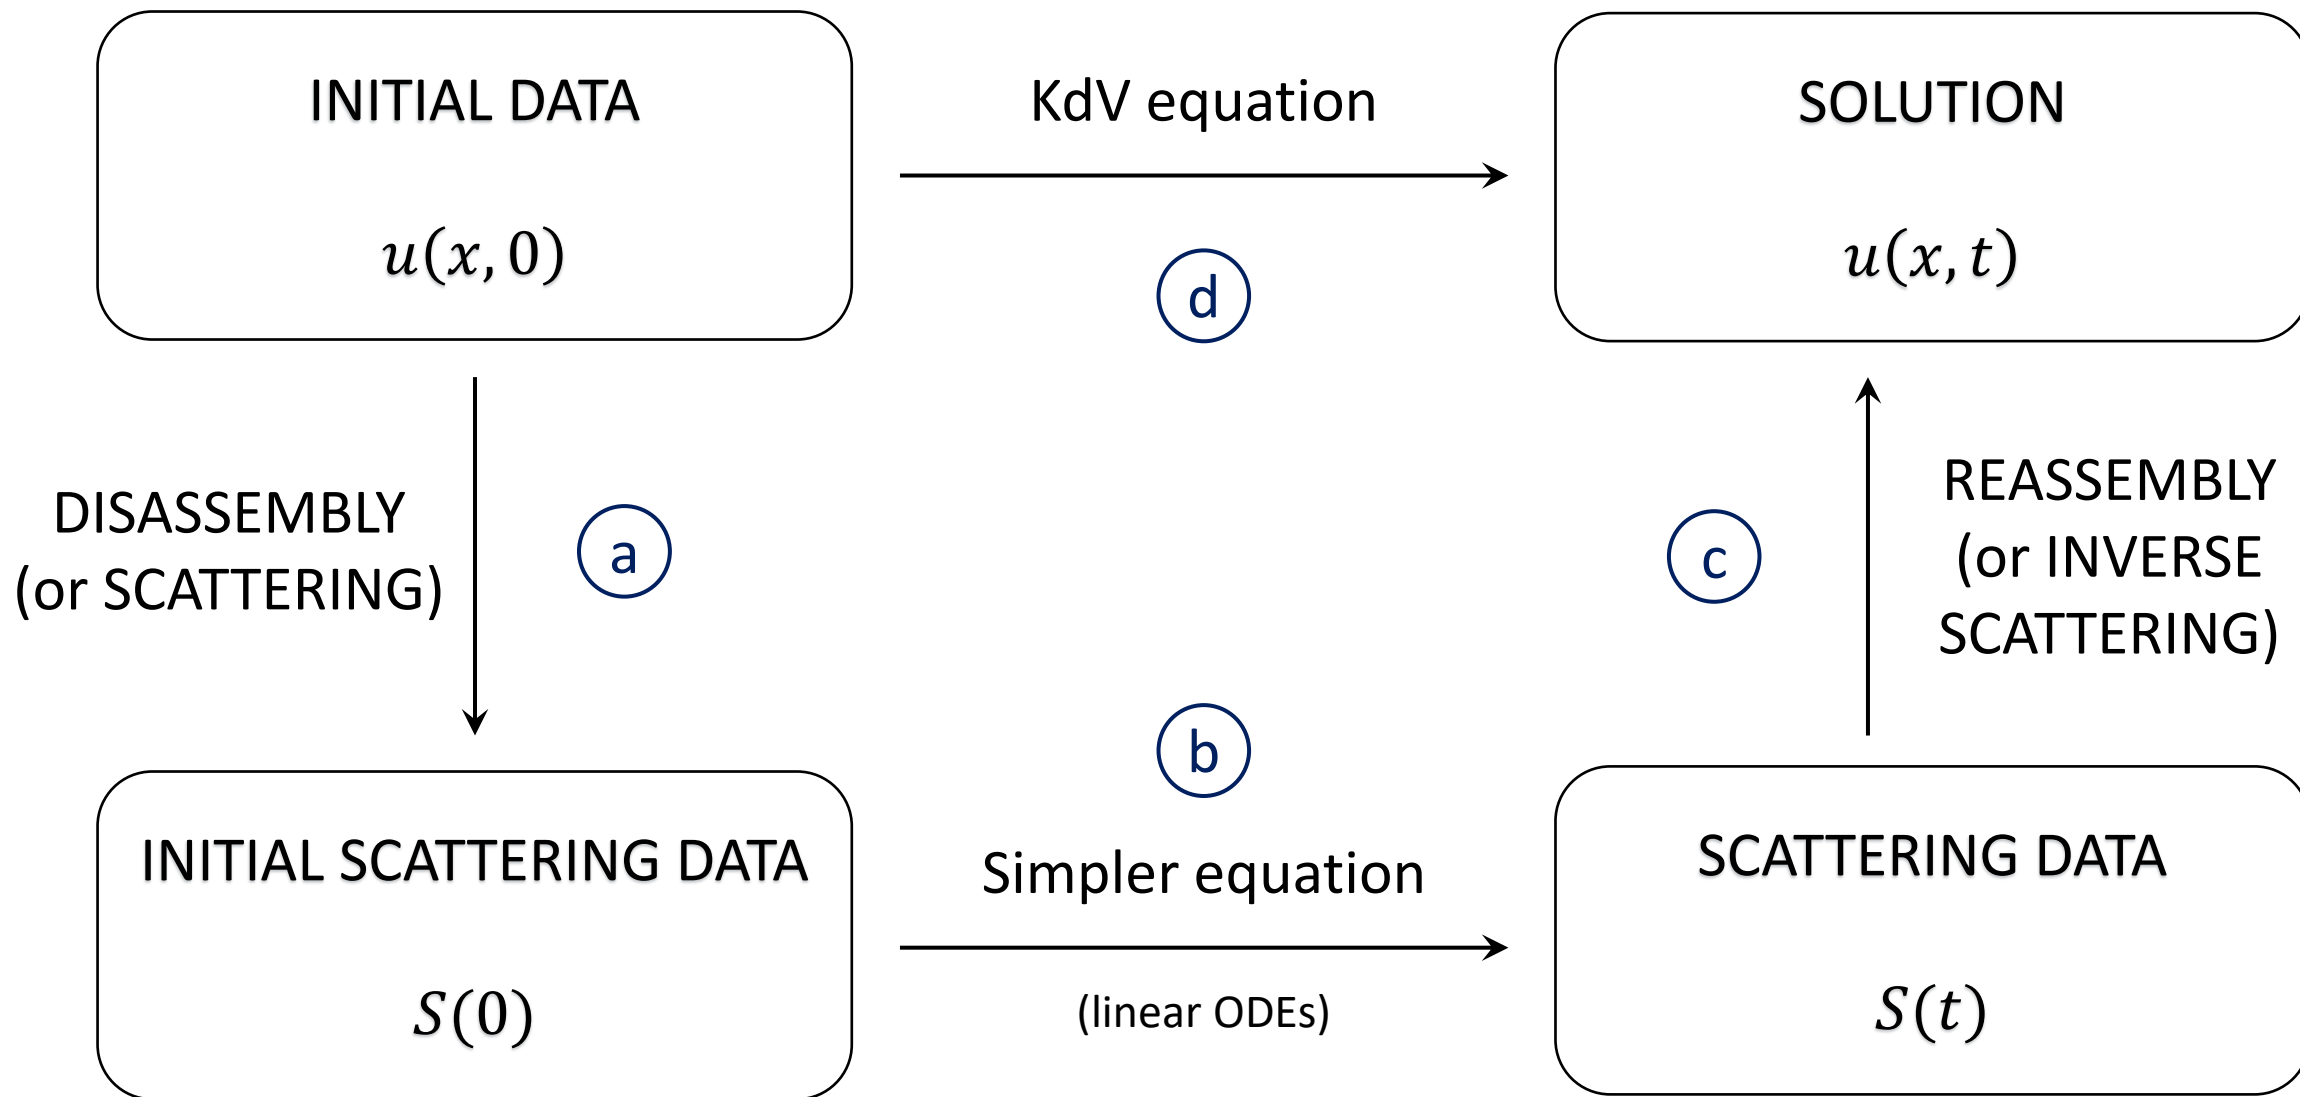 INITIAL DATA
u(x, 0)
KdV equation
d
SOLUTION
u(x, t)
DISASSEMBLY
(or SCATTERING)
a
c
REASSEMBLY
(or INVERSE
SCATTERING)
INITIAL SCATTERING DATA
S(0)
b
Simpler equation
(linear ODEs)
SCATTERING DATA
S(t)